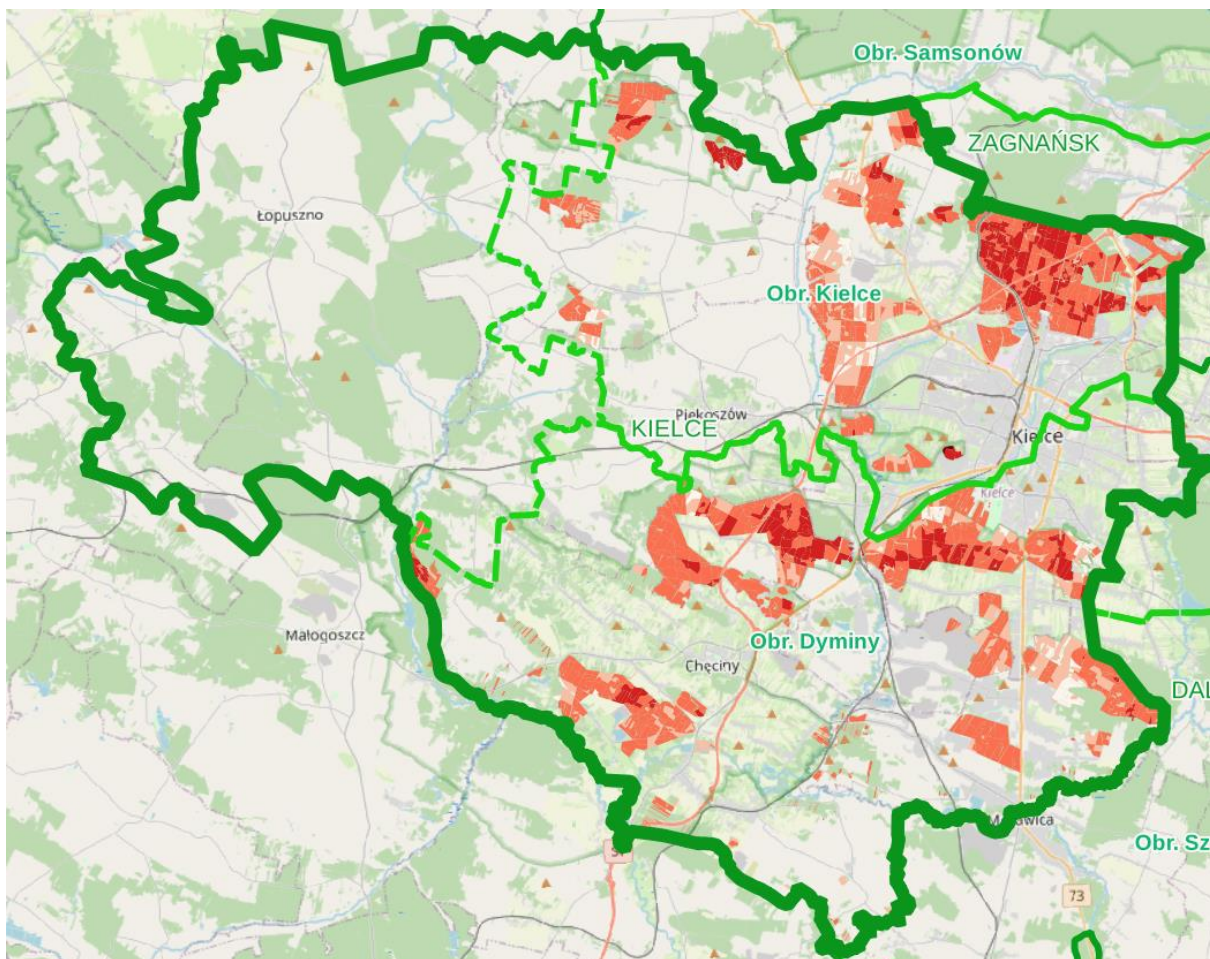 Obr. Samsonów
ZAGNAŃSK
Łopuszno
Obr. Kielce
Piekoszów
KIELCE
Kielce
Kielce
Małogoszcz
Obr. Dyminy
Chęciny
DAL
Obr. Sz
73